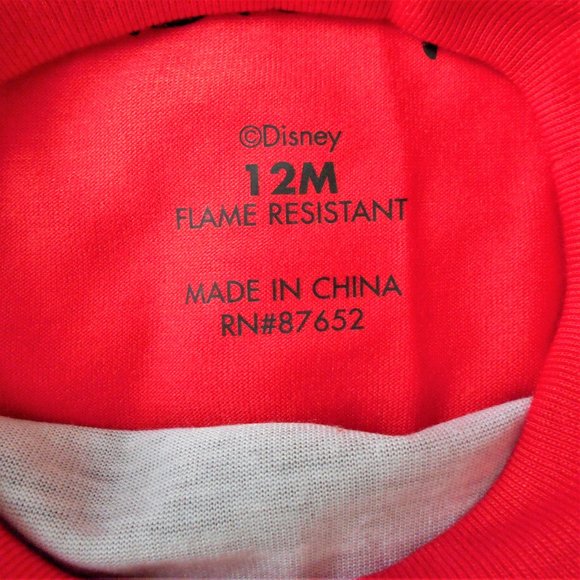 ©Disney
12M
FLAME RESISTANT
MADE IN CHINA
RN#87652